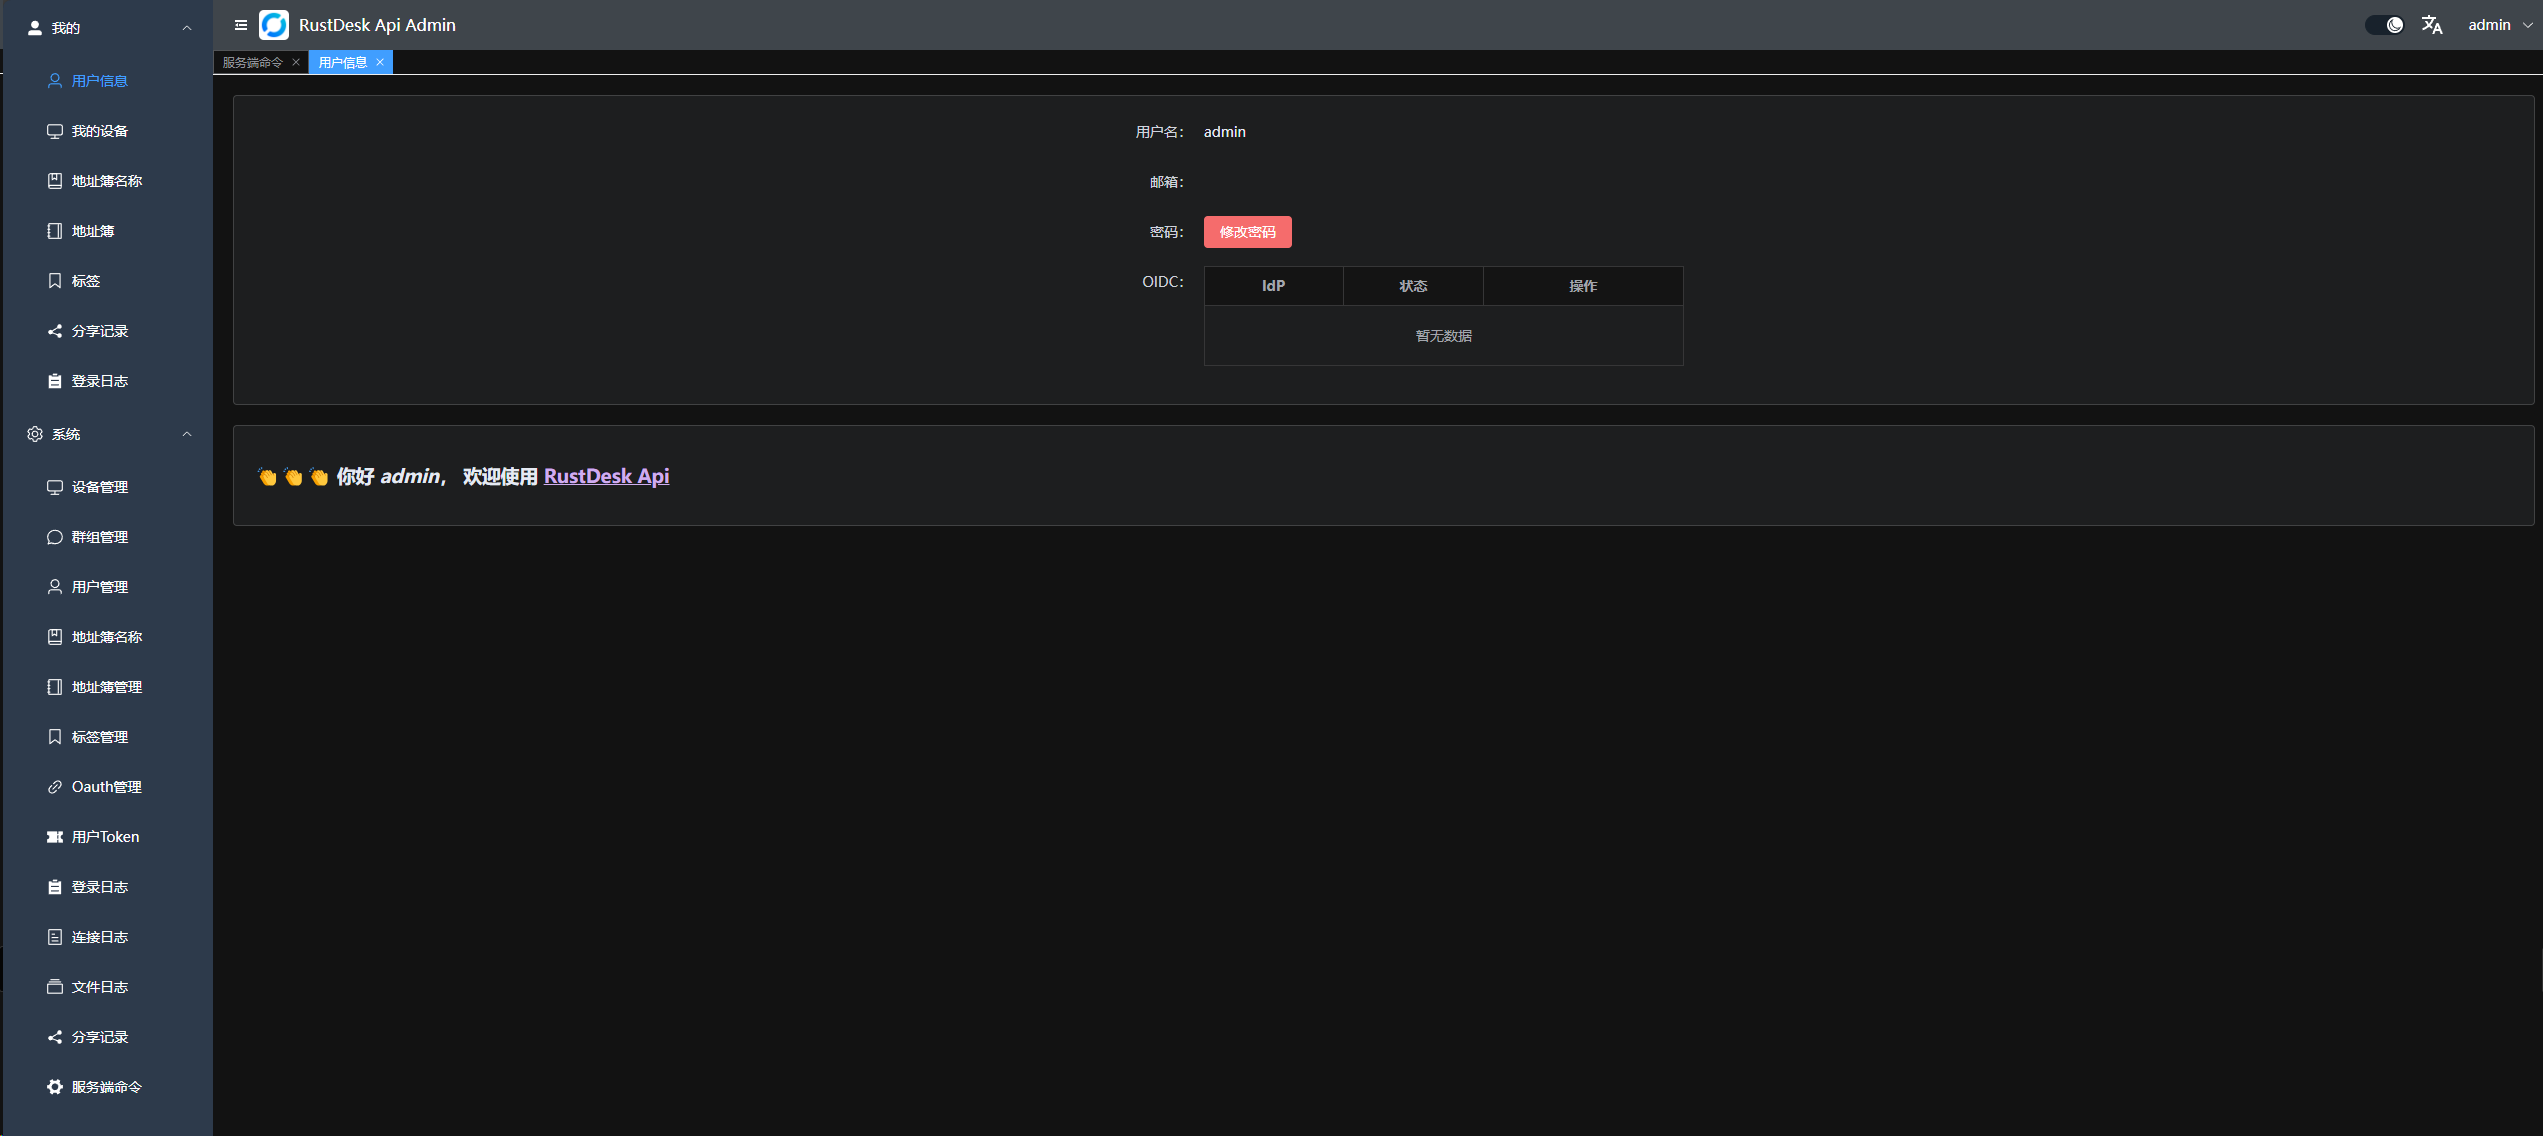 我的
用户信息
我的设备
地址簿名称
地址簿
标签
分享记录
登录日志
系统
设备管理
群组管理
用户管理
地址簿名称
地址簿管理
标签管理
Oauth管理
用户Token
登录日志
连接日志
文件日志
分享记录
服务端命令
RustDesk Api Admin
admin
服务端命令
用户信息
用户名： admin
邮箱：
密码： 修改密码
OIDC： IdP 状态 操作
暂无数据
👏👏👏 你好 admin， 欢迎使用 RustDesk Api